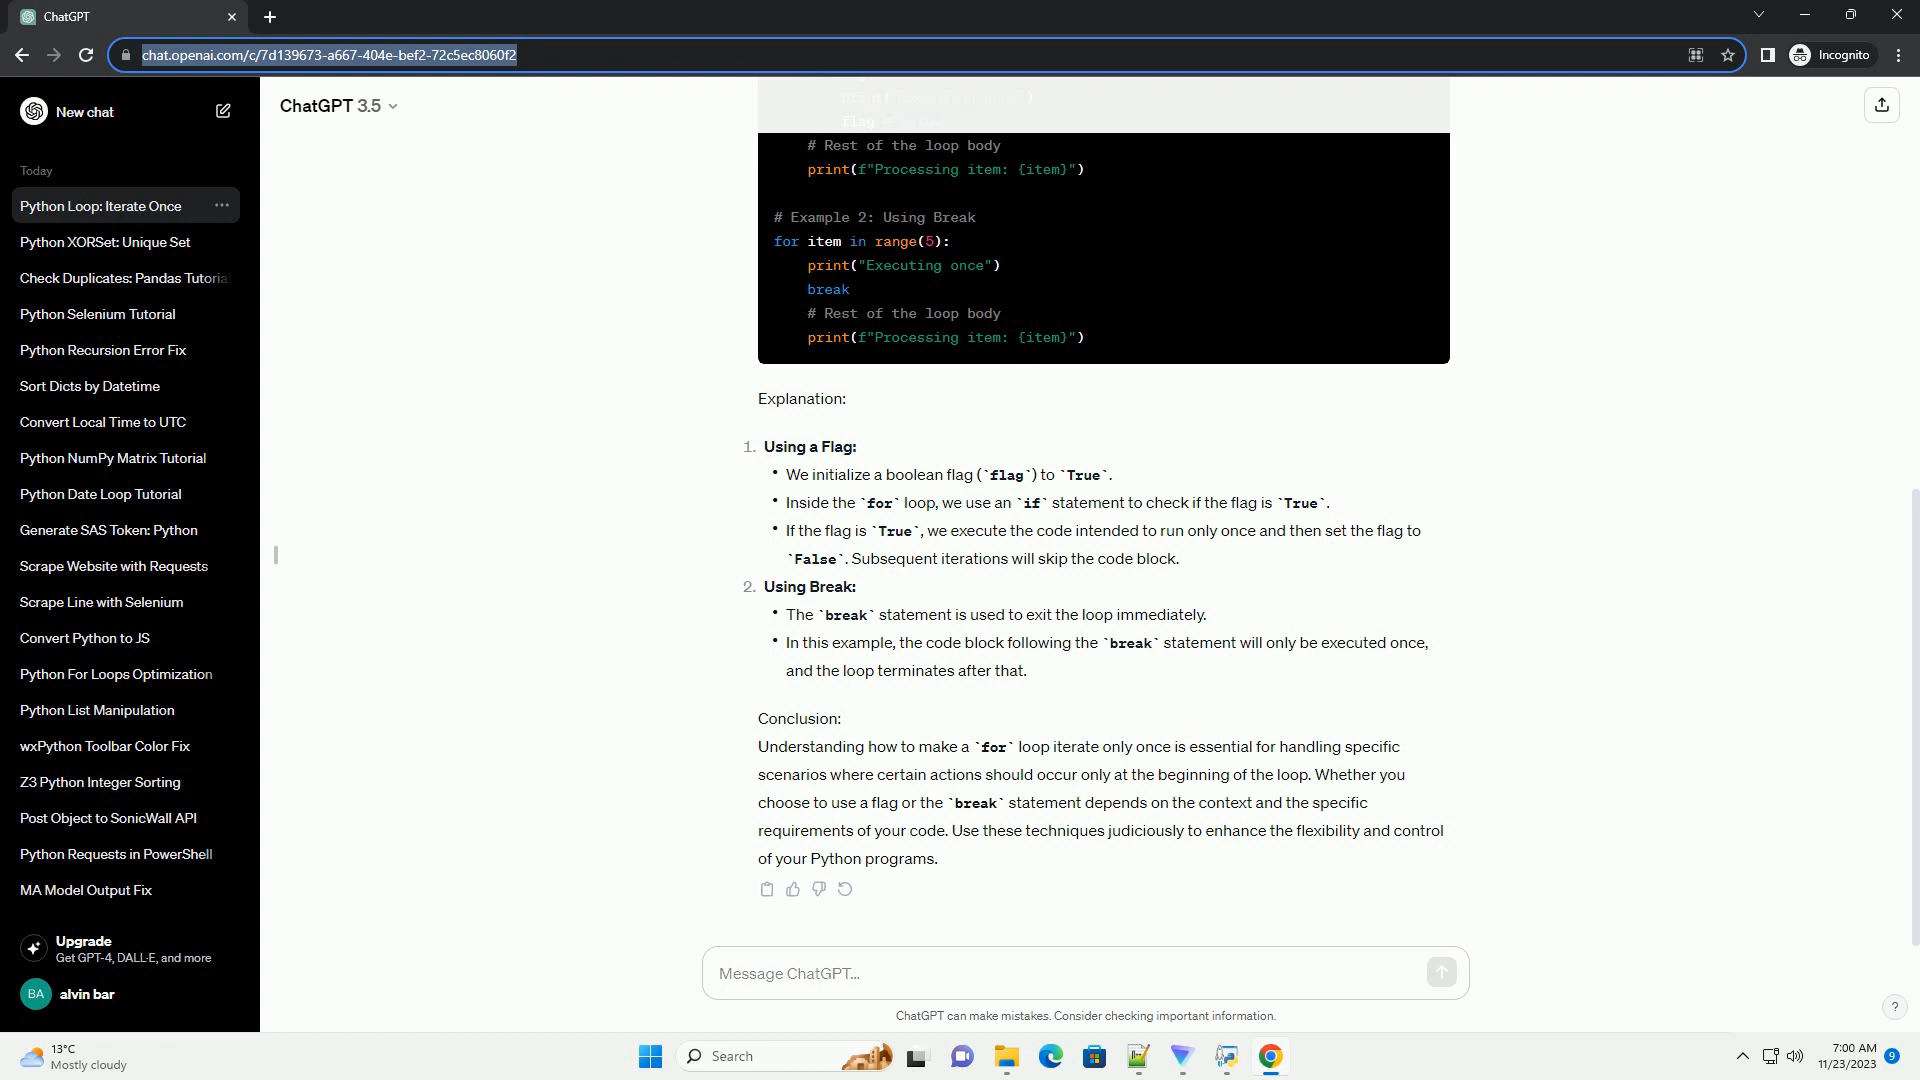 ChatGPT
chat.openai.com/c/7d139673-a667-404e-bef2-72c5ec8060f2
Incognito
New chat
Today
Python Loop: Iterate Once
Python XORSet: Unique Set
Check Duplicates: Pandas Tutorial
Python Selenium Tutorial
Python Recursion Error Fix
Sort Dicts by Datetime
Convert Local Time to UTC
Python NumPy Matrix Tutorial
Python Date Loop Tutorial
Generate SAS Token: Python
Scrape Website with Requests
Scrape Line with Selenium
Convert Python to JS
Python For Loops Optimization
Python List Manipulation
wxPython Toolbar Color Fix
Z3 Python Integer Sorting
Post Object to SonicWall API
Python Requests in PowerShell
MA Model Output Fix
Upgrade
Get GPT-4, DALL·E, and more
BA alvin bar
ChatGPT 3.5
# Rest of the loop body
print(f"Processing item: {item}")
# Example 2: Using Break
for item in range(5):
print("Executing once")
break
# Rest of the loop body
print(f"Processing item: {item}")
Explanation:
1. Using a Flag:
• We initialize a boolean flag (`flag`) to `True`.
• Inside the `for` loop, we use an `if` statement to check if the flag is `True`.
• If the flag is `True`, we execute the code intended to run only once and then set the flag to
`False`. Subsequent iterations will skip the code block.
2. Using Break:
• The `break` statement is used to exit the loop immediately.
• In this example, the code block following the `break` statement will only be executed once,
and the loop terminates after that.
Conclusion:
Understanding how to make a `for` loop iterate only once is essential for handling specific
scenarios where certain actions should occur only at the beginning of the loop. Whether you
choose to use a flag or the `break` statement depends on the context and the specific
requirements of your code. Use these techniques judiciously to enhance the flexibility and control
of your Python programs.
Message ChatGPT...
ChatGPT can make mistakes. Consider checking important information.
?
13°C
Mostly cloudy
Search
7:00 AM
11/23/2023
9